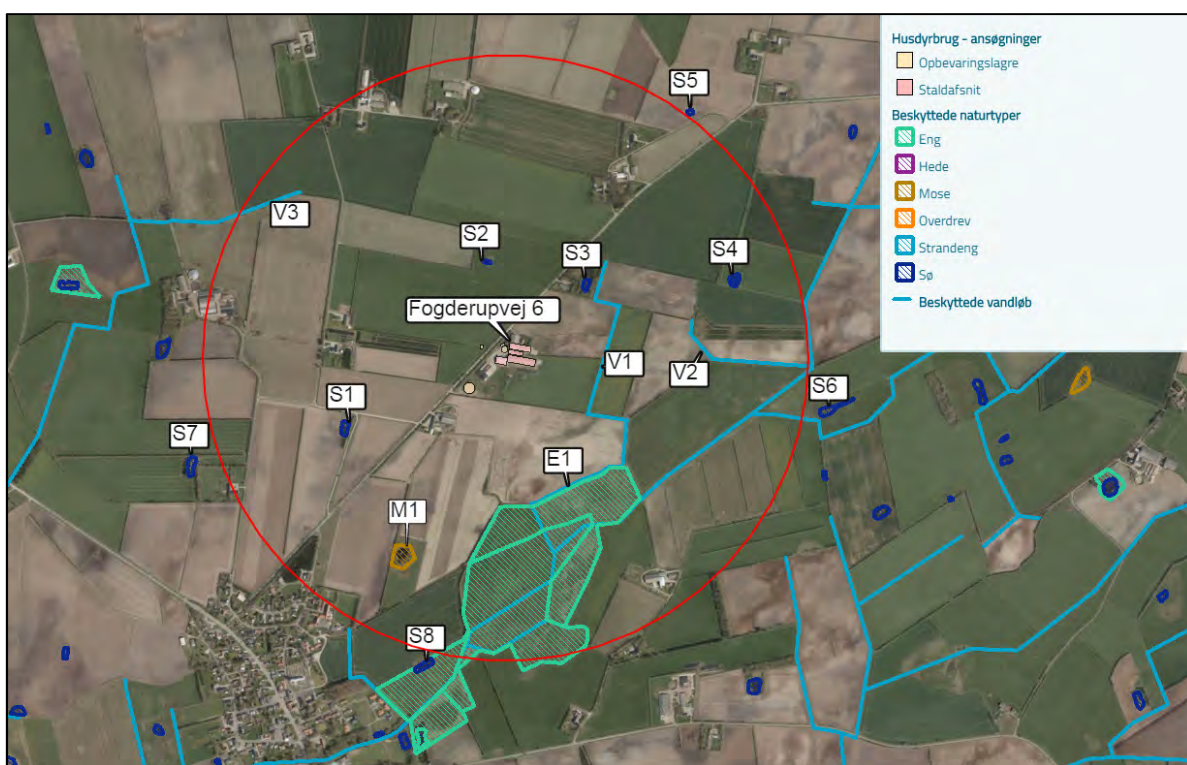 Husdyrbrug - ansøgninger
Opbevaringslagre
Staldafsnit
Beskyttede naturtyper
Eng
Hede
Mose
Overdrev
Strandeng
Sø
Beskyttede vandløb
S5
V3
S2
S3
S4
Fogderupvej 6
V1
V2
S6
S1
S7
E1
M1
S8